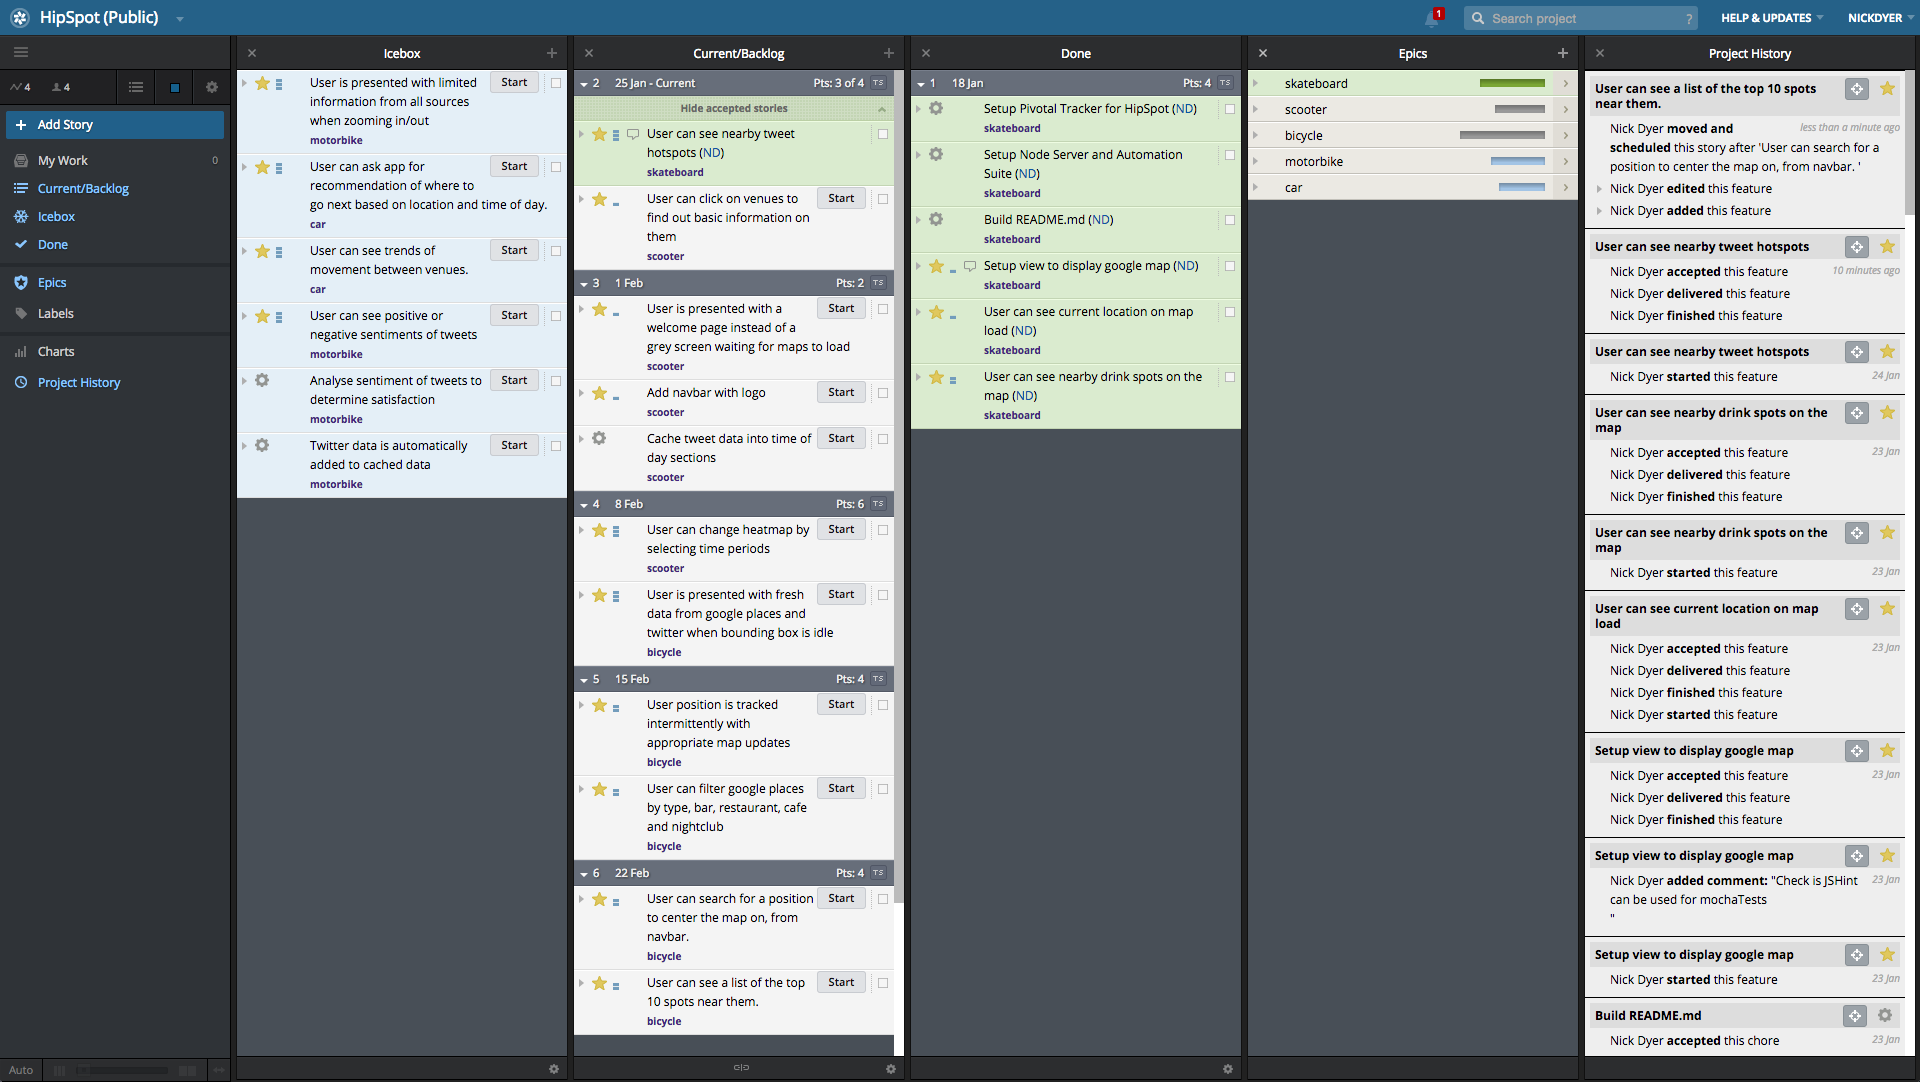 HipSpot (Public)
1
Search project
?
HELP & UPDATES
NICKDYER
4
4
Add Story
My Work
0
Current/Backlog
Icebox
Done
Epics
Labels
Charts
Project History
Auto
Icebox
User is presented with limited
information from all sources
when zooming in/out
motorbike
Start
User can ask app for
recommendation of where to
go next based on location and time of day.
car
Start
User can see trends of
movement between venues.
car
Start
User can see positive or
negative sentiments of tweets
motorbike
Start
Analyse sentiment of tweets to
determine satisfaction
motorbike
Start
Twitter data is automatically
added to cached data
motorbike
Start
Current/Backlog
2 25 Jan - Current Pts: 3 of 4 TS
Hide accepted stories
User can see nearby tweet
hotspots (ND)
skateboard
User can click on venues to
find out basic information on
them
scooter
Start
3 1 Feb Pts: 2 TS
User is presented with a
welcome page instead of a
grey screen waiting for maps to load
scooter
Start
Add navbar with logo
scooter
Start
Cache tweet data into time of
day sections
scooter
Start
4 8 Feb Pts: 6 TS
User can change heatmap by
selecting time periods
scooter
Start
User is presented with fresh
data from google places and
twitter when bounding box is idle
bicycle
Start
5 15 Feb Pts: 4 TS
User position is tracked
intermittently with
appropriate map updates
bicycle
Start
User can filter google places
by type, bar, restaurant, cafe
and nightclub
bicycle
Start
6 22 Feb Pts: 4 TS
User can search for a position
to center the map on, from
navbar.
bicycle
Start
User can see a list of the top
10 spots near them.
bicycle
Start
Done
1 18 Jan Pts: 4 TS
Setup Pivotal Tracker for HipSpot (ND)
skateboard
Setup Node Server and Automation
Suite (ND)
skateboard
Build README.md (ND)
skateboard
Setup view to display google map (ND)
skateboard
User can see current location on map
load (ND)
skateboard
User can see nearby drink spots on the
map (ND)
skateboard
Epics
skateboard
scooter
bicycle
motorbike
car
Project History
User can see a list of the top 10 spots
near them.
Nick Dyer moved and less than a minute ago
scheduled this story after 'User can search for a
position to center the map on, from navbar. '
Nick Dyer edited this feature
Nick Dyer added this feature
User can see nearby tweet hotspots
Nick Dyer accepted this feature 10 minutes ago
Nick Dyer delivered this feature
Nick Dyer finished this feature
User can see nearby tweet hotspots
Nick Dyer started this feature 24 Jan
User can see nearby drink spots on the
map
Nick Dyer accepted this feature 23 Jan
Nick Dyer delivered this feature
Nick Dyer finished this feature
User can see nearby drink spots on the
map
Nick Dyer started this feature 23 Jan
User can see current location on map
load
Nick Dyer accepted this feature 23 Jan
Nick Dyer delivered this feature
Nick Dyer finished this feature
Nick Dyer started this feature
Setup view to display google map
Nick Dyer accepted this feature 23 Jan
Nick Dyer delivered this feature
Nick Dyer finished this feature
Setup view to display google map
Nick Dyer added comment: "Check is JSHint 23 Jan
can be used for mochaTests
"
Setup view to display google map
Nick Dyer started this feature 23 Jan
Build README.md
Nick Dyer accepted this chore 23 Jan